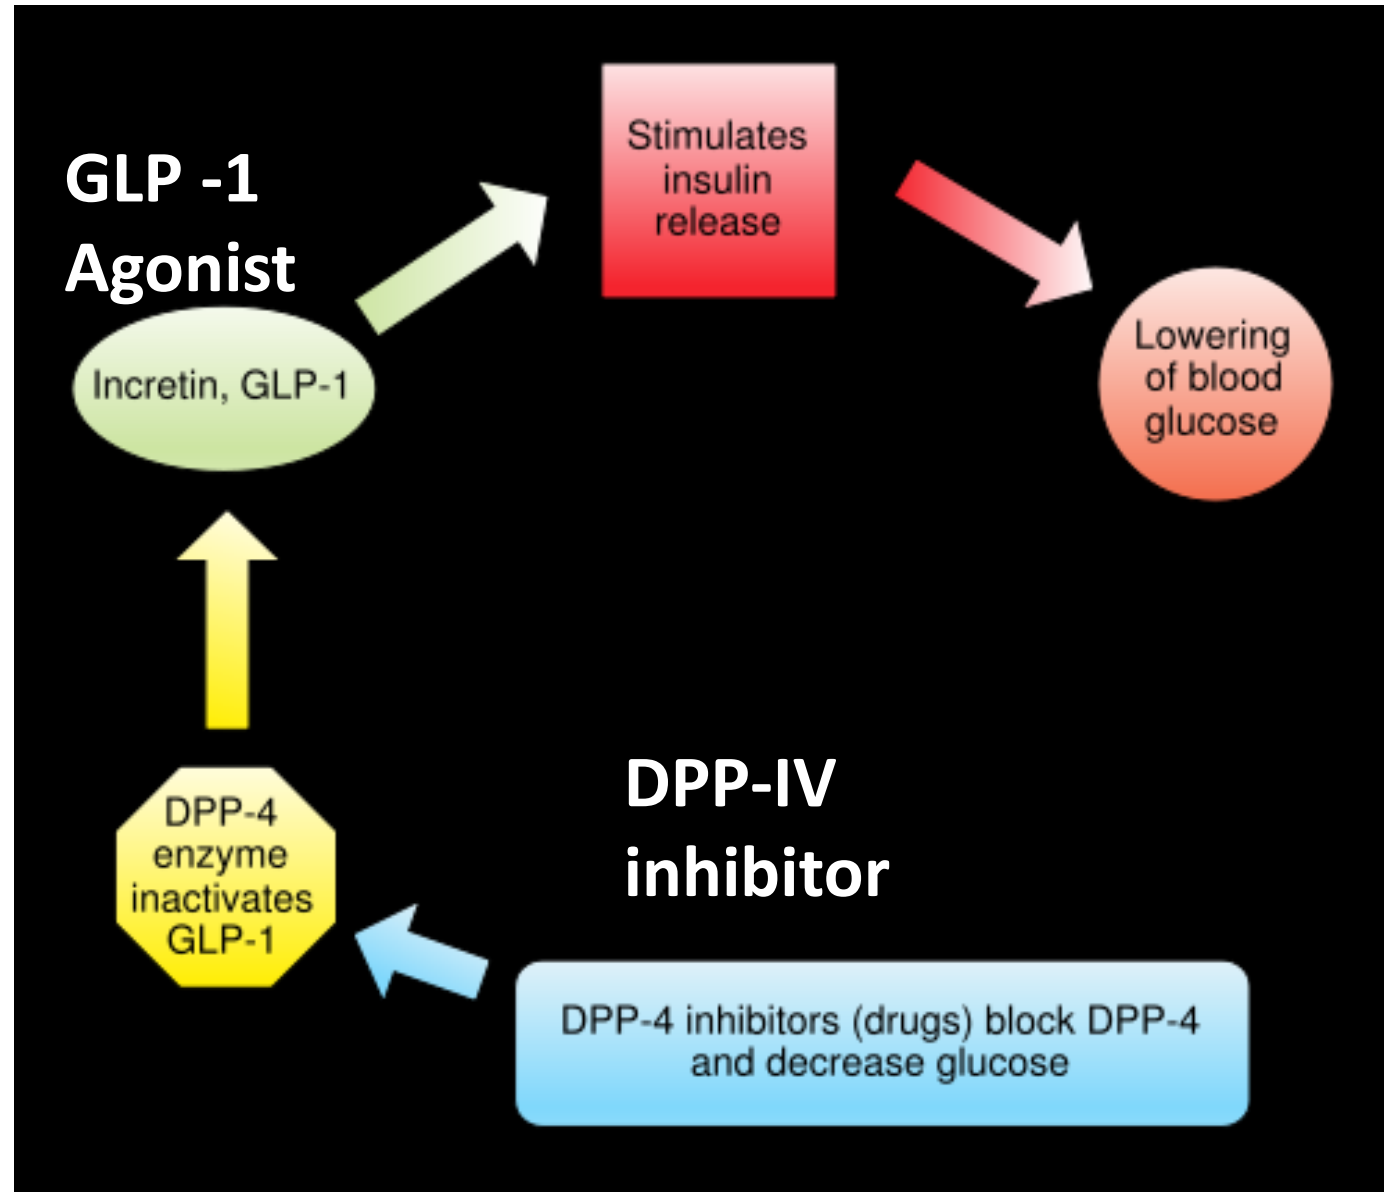 GLP -1
Agonist
Incretin, GLP-1
Stimulates
insulin
release
Lowering
of blood
glucose
DPP-4
enzyme
inactivates
GLP-1
DPP-IV
inhibitor
DPP-4 inhibitors (drugs) block DPP-4
and decrease glucose